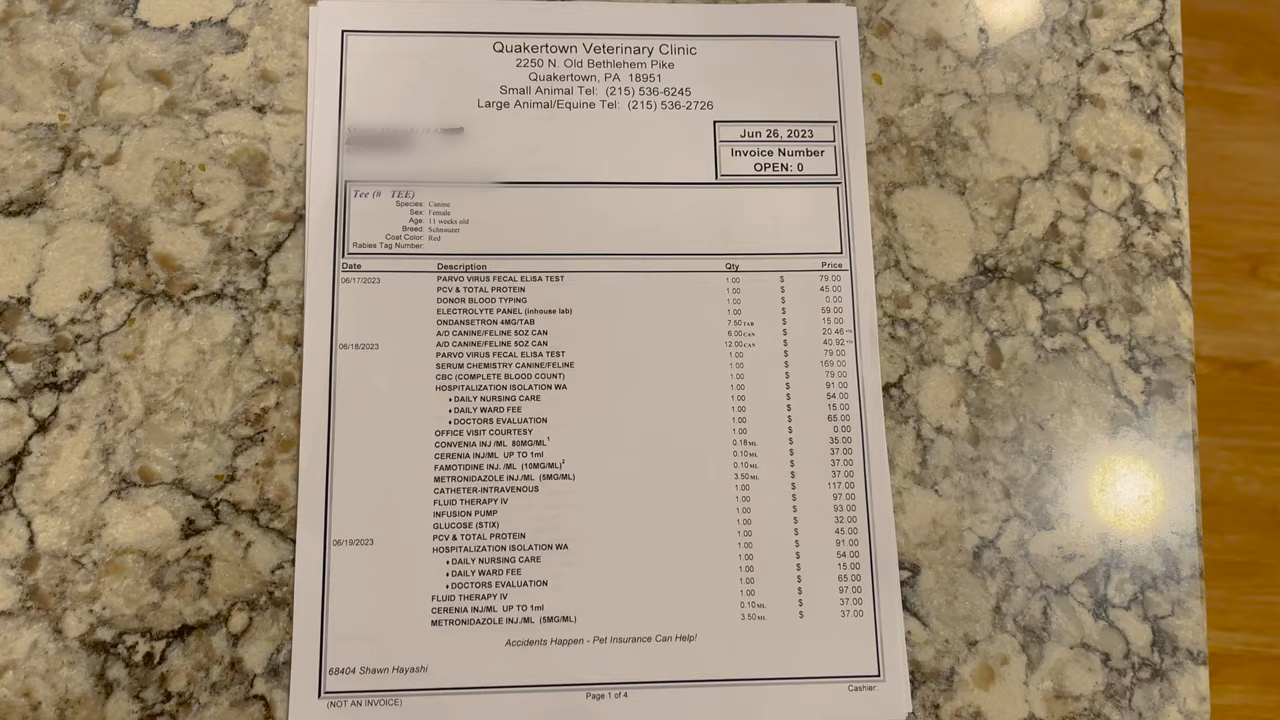 Quakertown Veterinary Clinic
2250 N. Old Bethlehem Pike
Quakertown, PA 18951
Small Animal Tel: (215) 536-6245
Large Animal/Equine Tel: (215) 536-2726
Jun 26, 2023
Invoice Number
OPEN: 0
Tee (# TEE)
Species: Canine
Sex: Female
Age: 11 weeks old
Breed: Schnauzer
Coat Color: Red
Rabies Tag Number:
Date Description Qty Price
06/17/2023 PARVO VIRUS FECAL ELISA TEST 1.00 $ 79.00
PCV & TOTAL PROTEIN 1.00 $ 45.00
DONOR BLOOD TYPING 1.00 $ 0.00
ELECTROLYTE PANEL (inhouse lab) 1.00 $ 59.00
ONDANSETRON 4MG/TAB 7.50 TAB $ 15.00
A/D CANINE/FELINE 5OZ CAN 6.00 CAN $ 20.46
06/18/2023 A/D CANINE/FELINE 5OZ CAN 12.00 CAN $ 40.92
PARVO VIRUS FECAL ELISA TEST 1.00 $ 79.00
SERUM CHEMISTRY CANINE/FELINE 1.00 $ 169.00
CBC (COMPLETE BLOOD COUNT) 1.00 $ 79.00
HOSPITALIZATION ISOLATION WA 1.00 $ 91.00
♦ DAILY NURSING CARE 1.00 $ 54.00
♦ DAILY WARD FEE 1.00 $ 15.00
♦ DOCTORS EVALUATION 1.00 $ 65.00
OFFICE VISIT COURTESY 1.00 $ 0.00
CONVENIA INJ /ML 80MG/ML¹ 0.18 ML $ 35.00
CERENIA INJ/ML UP TO 1ml 0.10 ML $ 37.00
FAMOTIDINE INJ. /ML (10MG/ML)² 0.10 ML $ 37.00
METRONIDAZOLE INJ./ML (5MG/ML) 3.50 ML $ 37.00
CATHETER-INTRAVENOUS 1.00 $ 117.00
FLUID THERAPY IV 1.00 $ 97.00
INFUSION PUMP 1.00 $ 93.00
GLUCOSE (STIX) 1.00 $ 32.00
PCV & TOTAL PROTEIN 1.00 $ 45.00
06/19/2023 HOSPITALIZATION ISOLATION WA 1.00 $ 91.00
♦ DAILY NURSING CARE 1.00 $ 54.00
♦ DAILY WARD FEE 1.00 $ 15.00
♦ DOCTORS EVALUATION 1.00 $ 65.00
FLUID THERAPY IV 1.00 $ 97.00
CERENIA INJ/ML UP TO 1ml 0.10 ML $ 37.00
METRONIDAZOLE INJ./ML (5MG/ML) 3.50 ML $ 37.00
Accidents Happen - Pet Insurance Can Help!
68404 Shawn Hayashi
(NOT AN INVOICE) Page 1 of 4 Cashier: